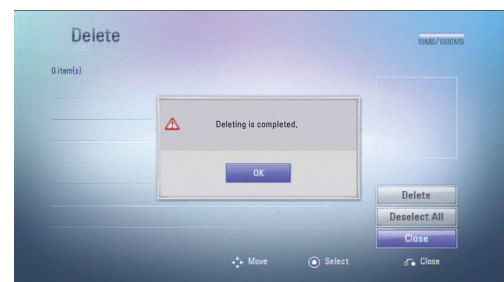 Delete
19MB/1000MB
0 item(s)
Deleting is completed.
OK
Delete
Deselect All
Close
Move
Select
Close